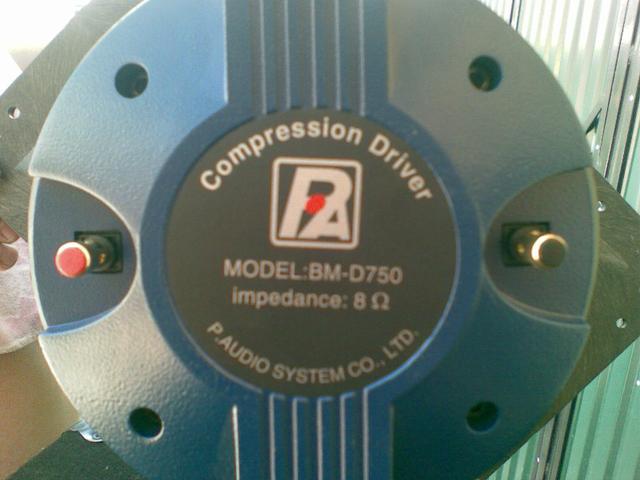 Compression Driver
PA
MODEL:BM-D750
impedance: 8 Ω
P.AUDIO SYSTEM CO., LTD.